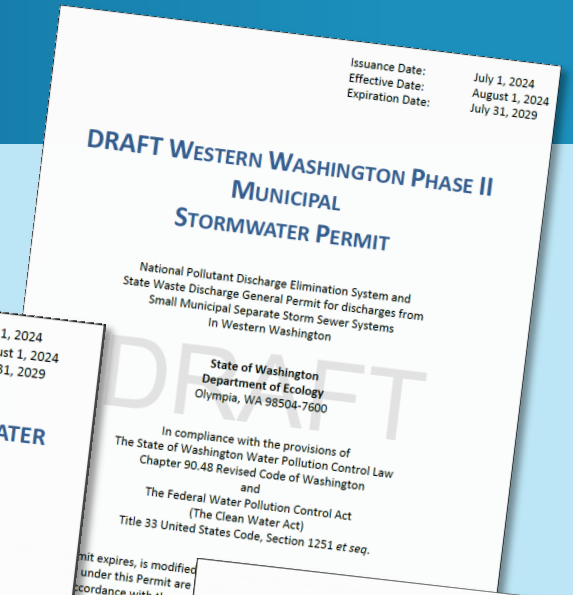 Issuance Date: July 1, 2024
Effective Date: August 1, 2024
Expiration Date: July 31, 2029
DRAFT WESTERN WASHINGTON PHASE II
MUNICIPAL
STORMWATER PERMIT
National Pollutant Discharge Elimination System and
State Waste Discharge General Permit for discharges from
Small Municipal Separate Storm Sewer Systems
In Western Washington
State of Washington
Department of Ecology
Olympia, WA 98504-7600
DRAFT
In compliance with the provisions of
The State of Washington Water Pollution Control Law
Chapter 90.48 Revised Code of Washington
and
The Federal Water Pollution Control Act
(The Clean Water Act)
Title 33 United States Code, Section 1251 et seq.
expires, is modified
under this Permit are
1, 2024
1, 2024
31, 2029